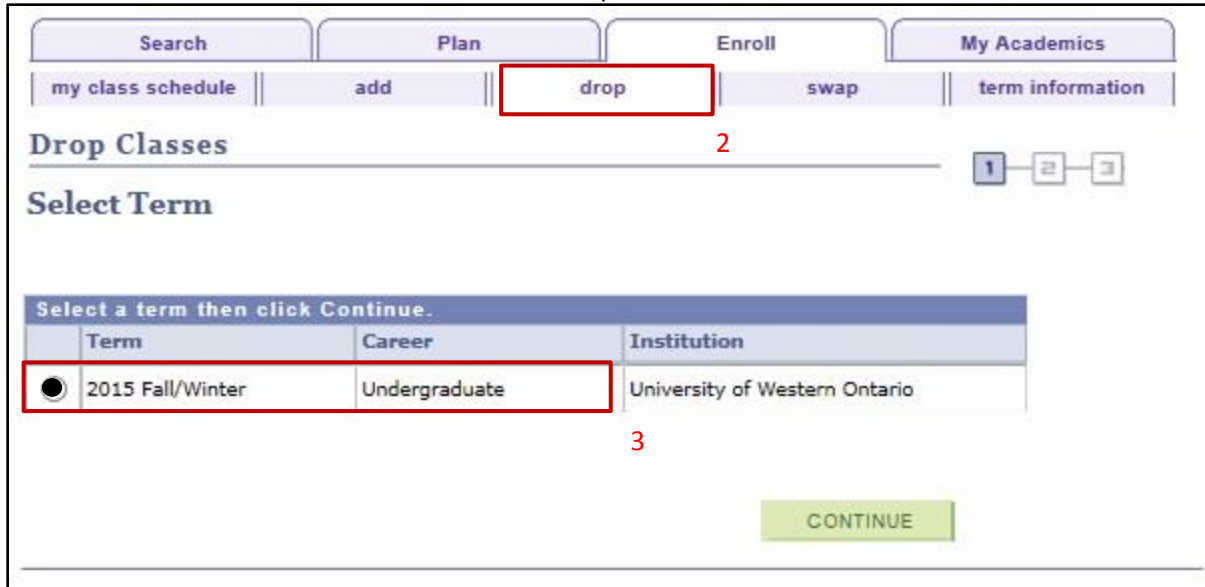 Search Plan Enroll My Academics
my class schedule add drop swap term information
Drop Classes 2
1 2 3
Select Term
Select a term then click Continue.
Term Career Institution
2015 Fall/Winter Undergraduate University of Western Ontario
3
CONTINUE